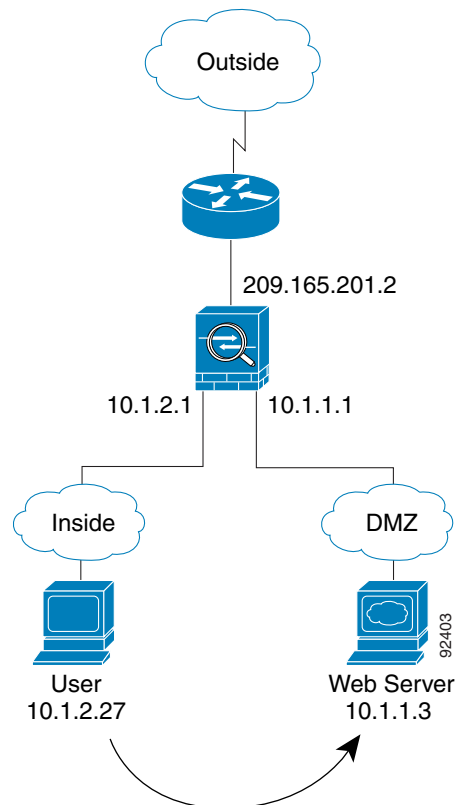 Outside
209.165.201.2
10.1.2.1
10.1.1.1
Inside
DMZ
92403
User
10.1.2.27
Web Server
10.1.1.3